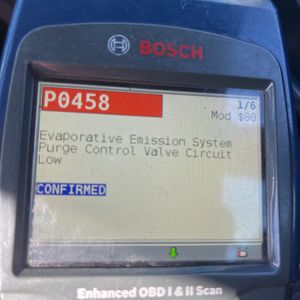 BOSCH
P0458
1/6
Mod $00
Evaporative Emission System
Purge Control Valve Circuit
Low
CONFIRMED
Enhanced OBD I & II Scan